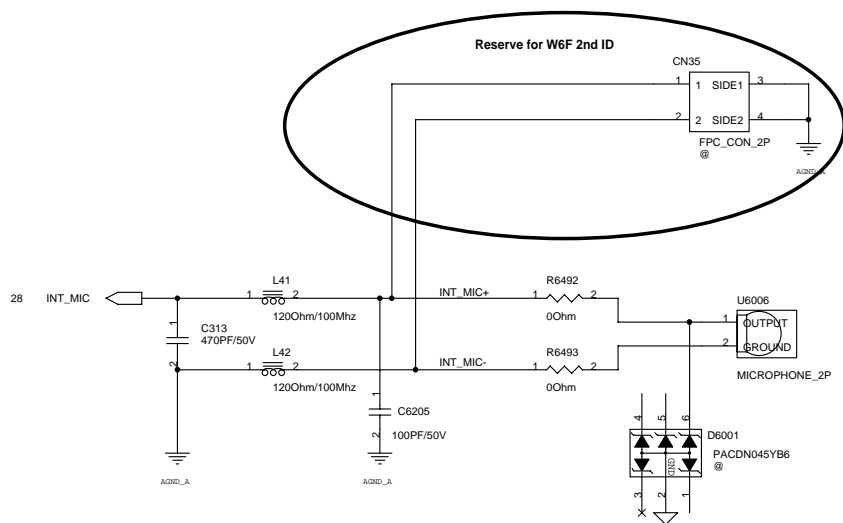 Reserve for W6F 2nd ID
CN35
1 1 SIDE1 3
2 2 SIDE2 4
FPC_CON_2P
@
AGND_A
28 INT_MIC
L41
1 2
120Ohm/100Mhz
INT_MIC+
R6492
1 2
0Ohm
U6006
1 OUTPUT
2 GROUND
MICROPHONE_2P
1
C313
470PF/50V
2
L42
1 2
120Ohm/100Mhz
INT_MIC-
R6493
1 2
0Ohm
1
C6205
2
100PF/50V
AGND_A
AGND_A
4 5 6
D6001
PACDN045YB6
@
GND
3 2 1